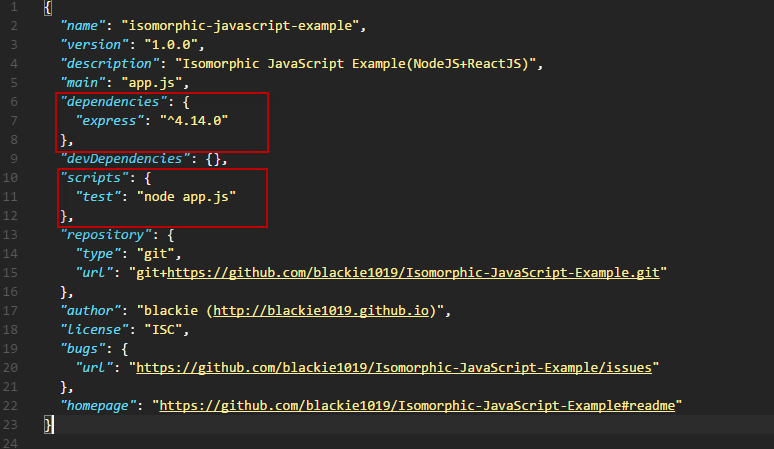 1 {
2   "name": "isomorphic-javascript-example",
3   "version": "1.0.0",
4   "description": "Isomorphic JavaScript Example(NodeJS+ReactJS)",
5   "main": "app.js",
6   "dependencies": {
7     "express": "^4.14.0"
8   },
9   "devDependencies": {},
10   "scripts": {
11     "test": "node app.js"
12   },
13   "repository": {
14     "type": "git",
15     "url": "git+https://github.com/blackie1019/Isomorphic-JavaScript-Example.git"
16   },
17   "author": "blackie (http://blackie1019.github.io)",
18   "license": "ISC",
19   "bugs": {
20     "url": "https://github.com/blackie1019/Isomorphic-JavaScript-Example/issues"
21   },
22   "homepage": "https://github.com/blackie1019/Isomorphic-JavaScript-Example#readme"
23 }
24